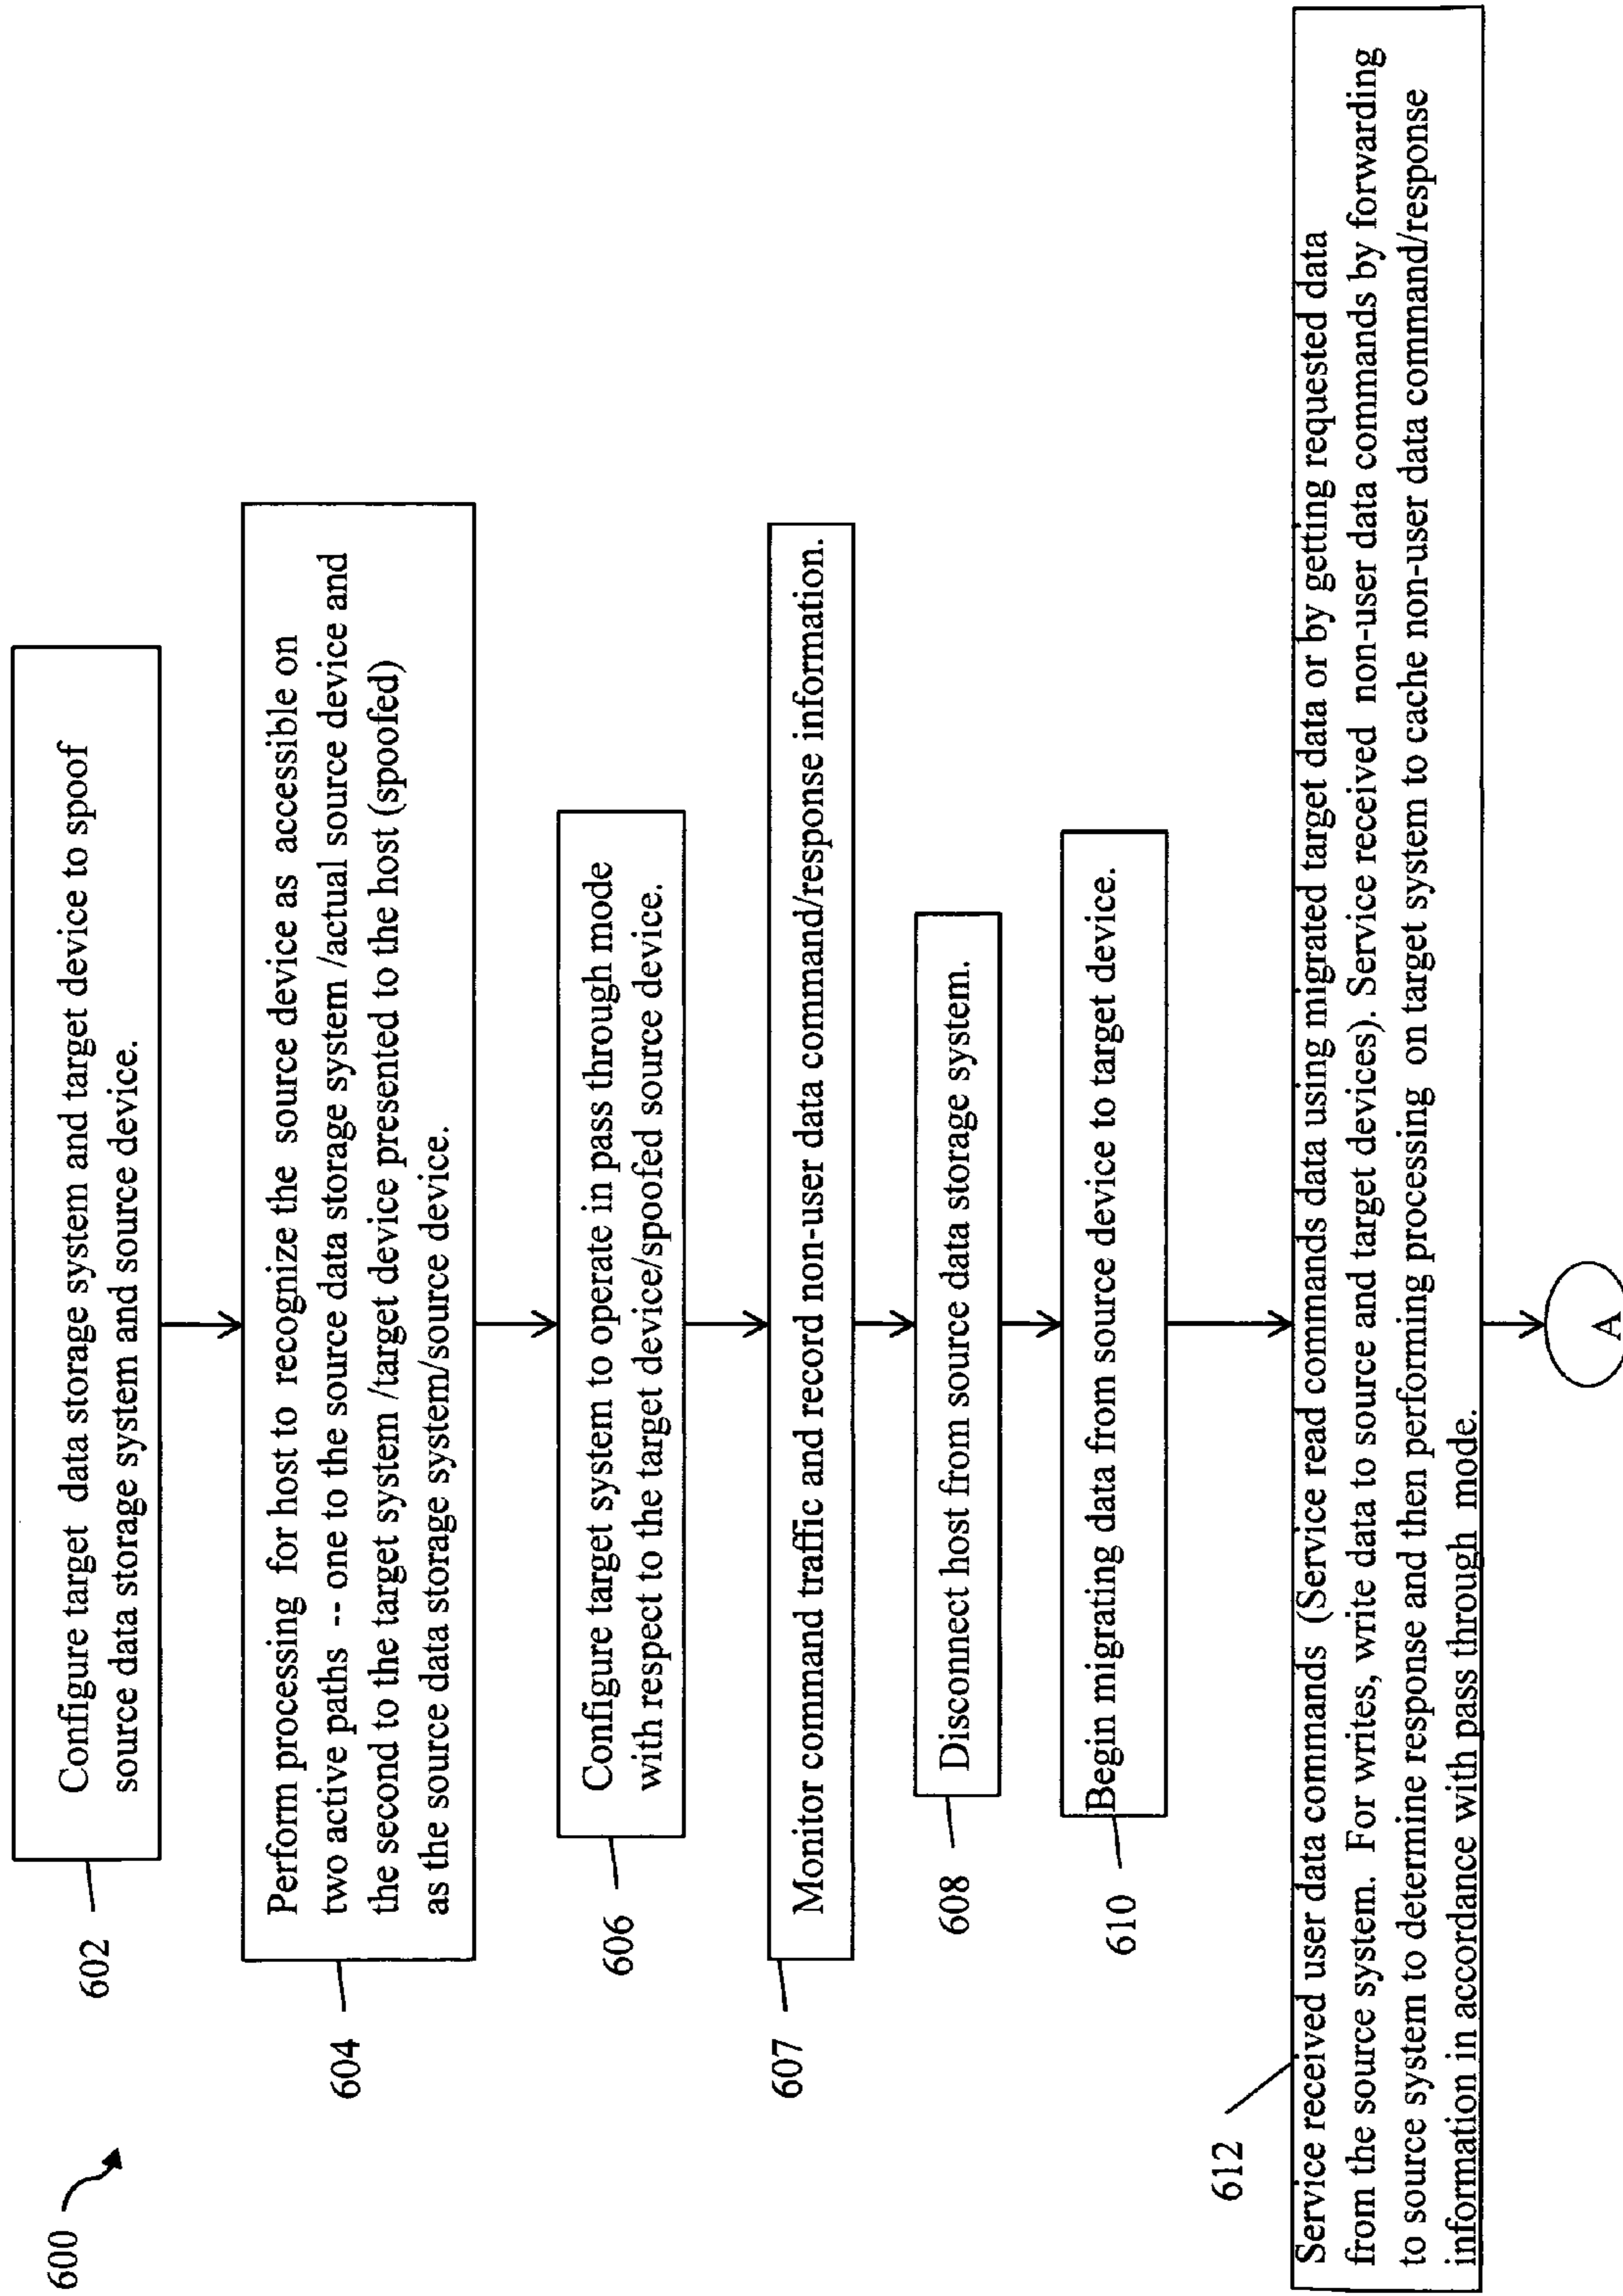 600
602
Configure target data storage system and target device to spoof
source data storage system and source device.
604
Perform processing for host to recognize the source device as accessible on
two active paths -- one to the source data storage system /actual source device and
the second to the target system /target device presented to the host (spoofed)
as the source data storage system/source device.
606
Configure target system to operate in pass through mode
with respect to the target device/spoofed source device.
607
Monitor command traffic and record non-user data command/response information.
608
Disconnect host from source data storage system.
610
Begin migrating data from source device to target device.
612
Service received user data commands (Service read commands data using migrated target data or by getting requested data
from the source system. For writes, write data to source and target devices). Service received non-user data commands by forwarding
to source system to determine response and then performing processing on target system to cache non-user data command/response
information in accordance with pass through mode.
A